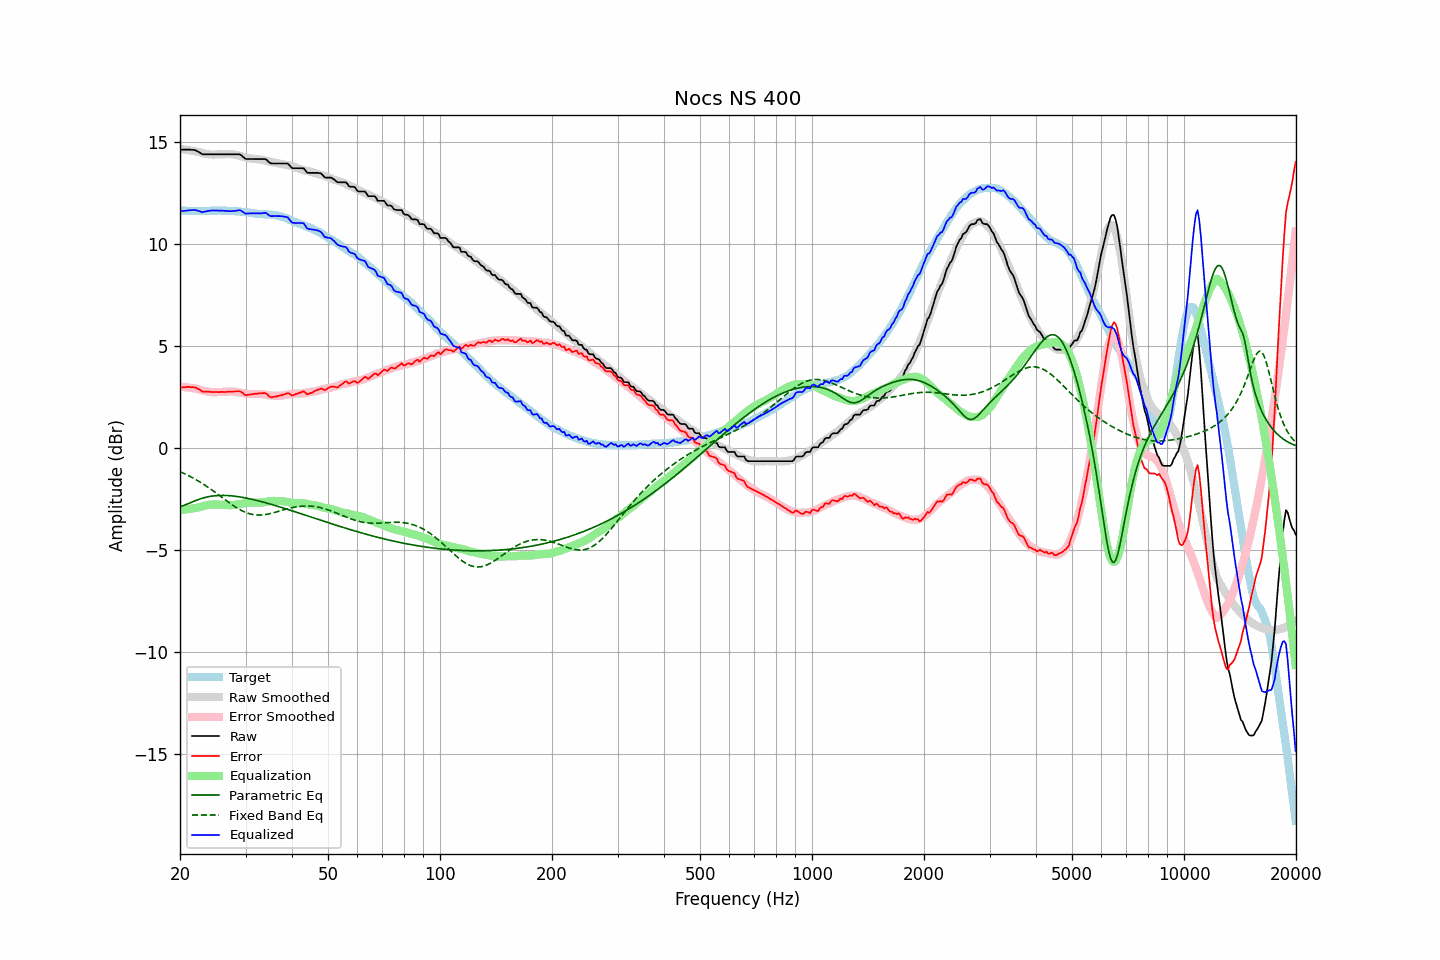 Nocs NS 400
15
10
5
0
−5
−10
−15
Amplitude (dBr)
Target
Raw Smoothed
Error Smoothed
Raw
Error
Equalization
Parametric Eq
Fixed Band Eq
Equalized
20 50 100 200 500 1000 2000 5000 10000 20000
Frequency (Hz)